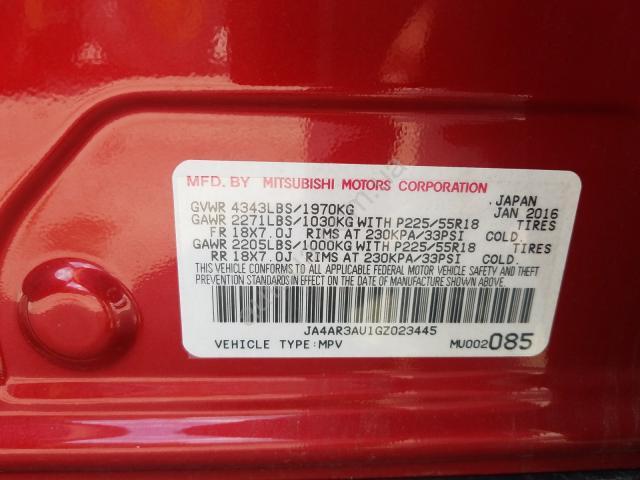 MFD. BY MITSUBISHI MOTORS CORPORATION JAPAN
GVWR 4343LBS/1970KG JAN 2016
GAWR 2271LBS/1030KG WITH P225/55R18 TIRES
FR 18X7.0J RIMS AT 230KPA/33PSI COLD.
GAWR 2205LBS/1000KG WITH P225/55R18 TIRES
RR 18X7.0J RIMS AT 230KPA/33PSI COLD.
THIS VEHICLE CONFORMS TO ALL APPLICABLE FEDERAL MOTOR VEHICLE SAFETY AND THEFT
PREVENTION STANDARDS IN EFFECT ON THE DATE OF MANUFACTURE SHOWN ABOVE.
JA4AR3AU1GZ023445
VEHICLE TYPE:MPV MU002085